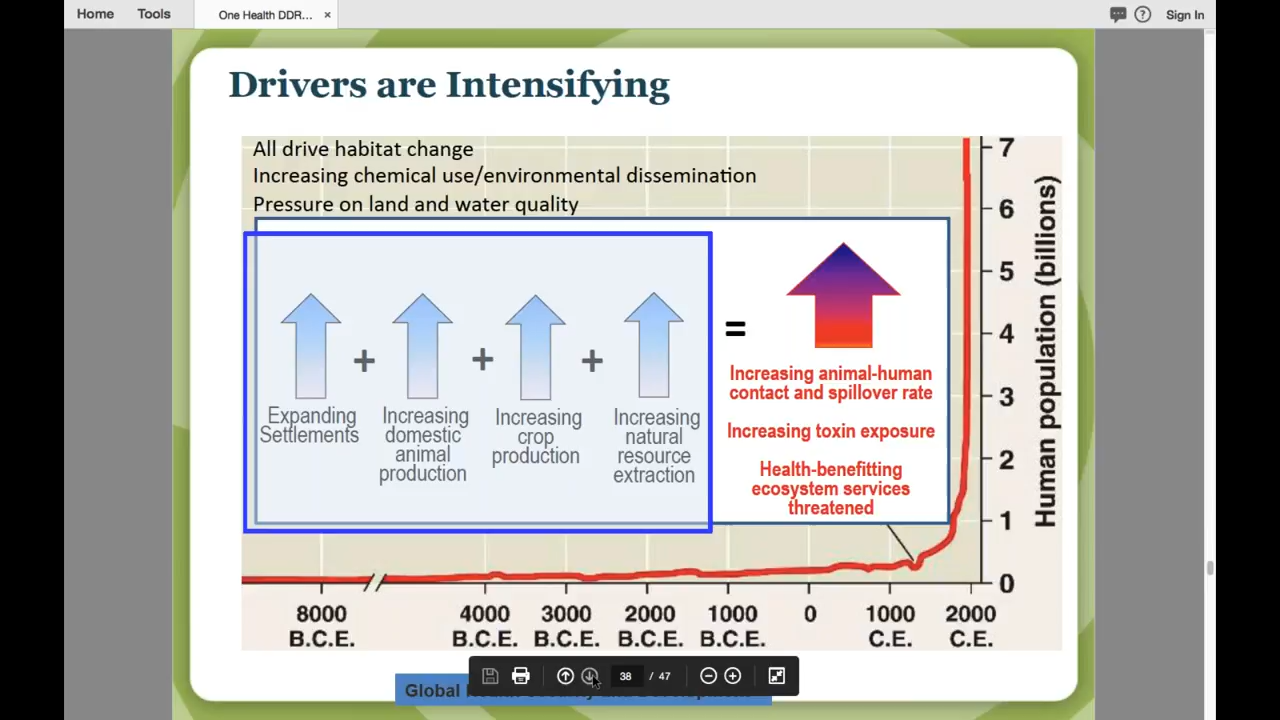 Home Tools One Health DDR... × ? Sign In
Drivers are Intensifying
All drive habitat change
Increasing chemical use/environmental dissemination
Pressure on land and water quality
+ + + =
Expanding
Settlements
Increasing
domestic
animal
production
Increasing
crop
production
Increasing
natural
resource
extraction
Increasing animal-human
contact and spillover rate
Increasing toxin exposure
Health-benefitting
ecosystem services
threatened
7
6
5
4
3
2
1
0
Human population (billions)
8000 4000 3000 2000 1000 0 1000 2000
B.C.E. B.C.E. B.C.E. B.C.E. B.C.E. C.E. C.E.
38 / 47
Global